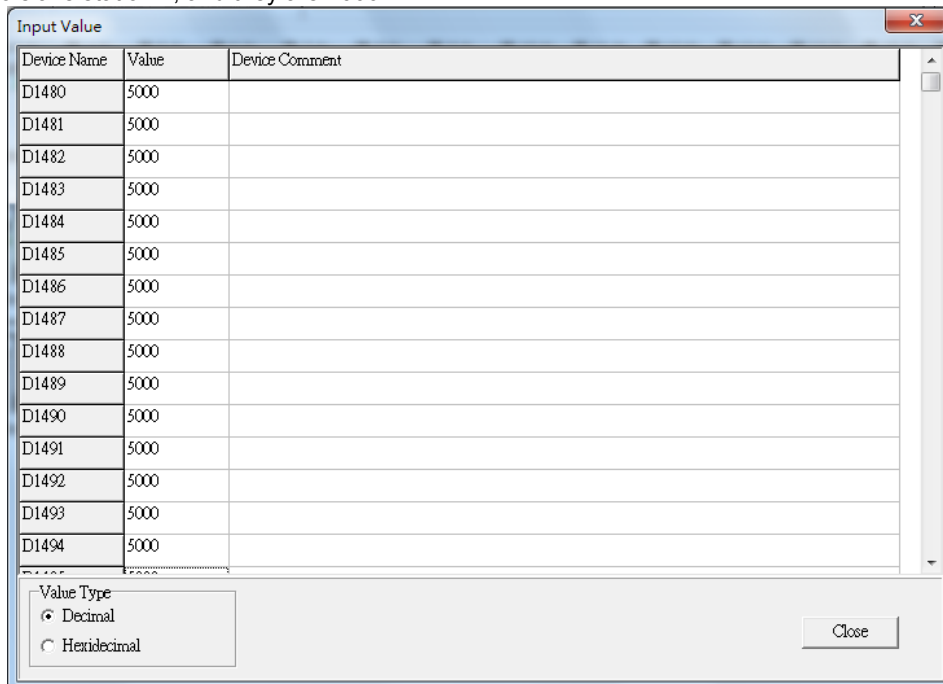 Input Value
Device Name Value Device Comment
D1480 5000
D1481 5000
D1482 5000
D1483 5000
D1484 5000
D1485 5000
D1486 5000
D1487 5000
D1488 5000
D1489 5000
D1490 5000
D1491 5000
D1492 5000
D1493 5000
D1494 5000
Value Type
Decimal
Hexidecimal
Close